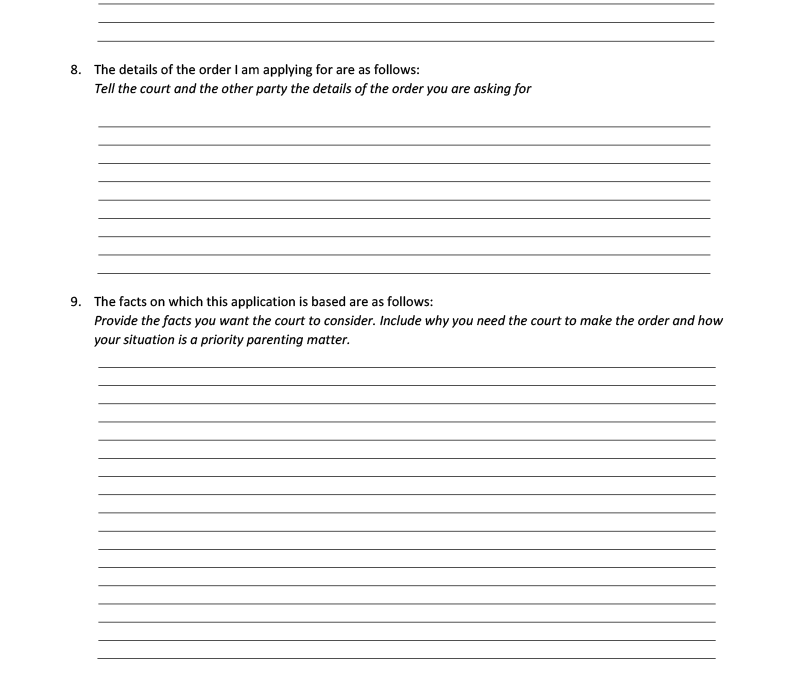 8. The details of the order I am applying for are as follows:
Tell the court and the other party the details of the order you are asking for
9. The facts on which this application is based are as follows:
Provide the facts you want the court to consider. Include why you need the court to make the order and how
your situation is a priority parenting matter.